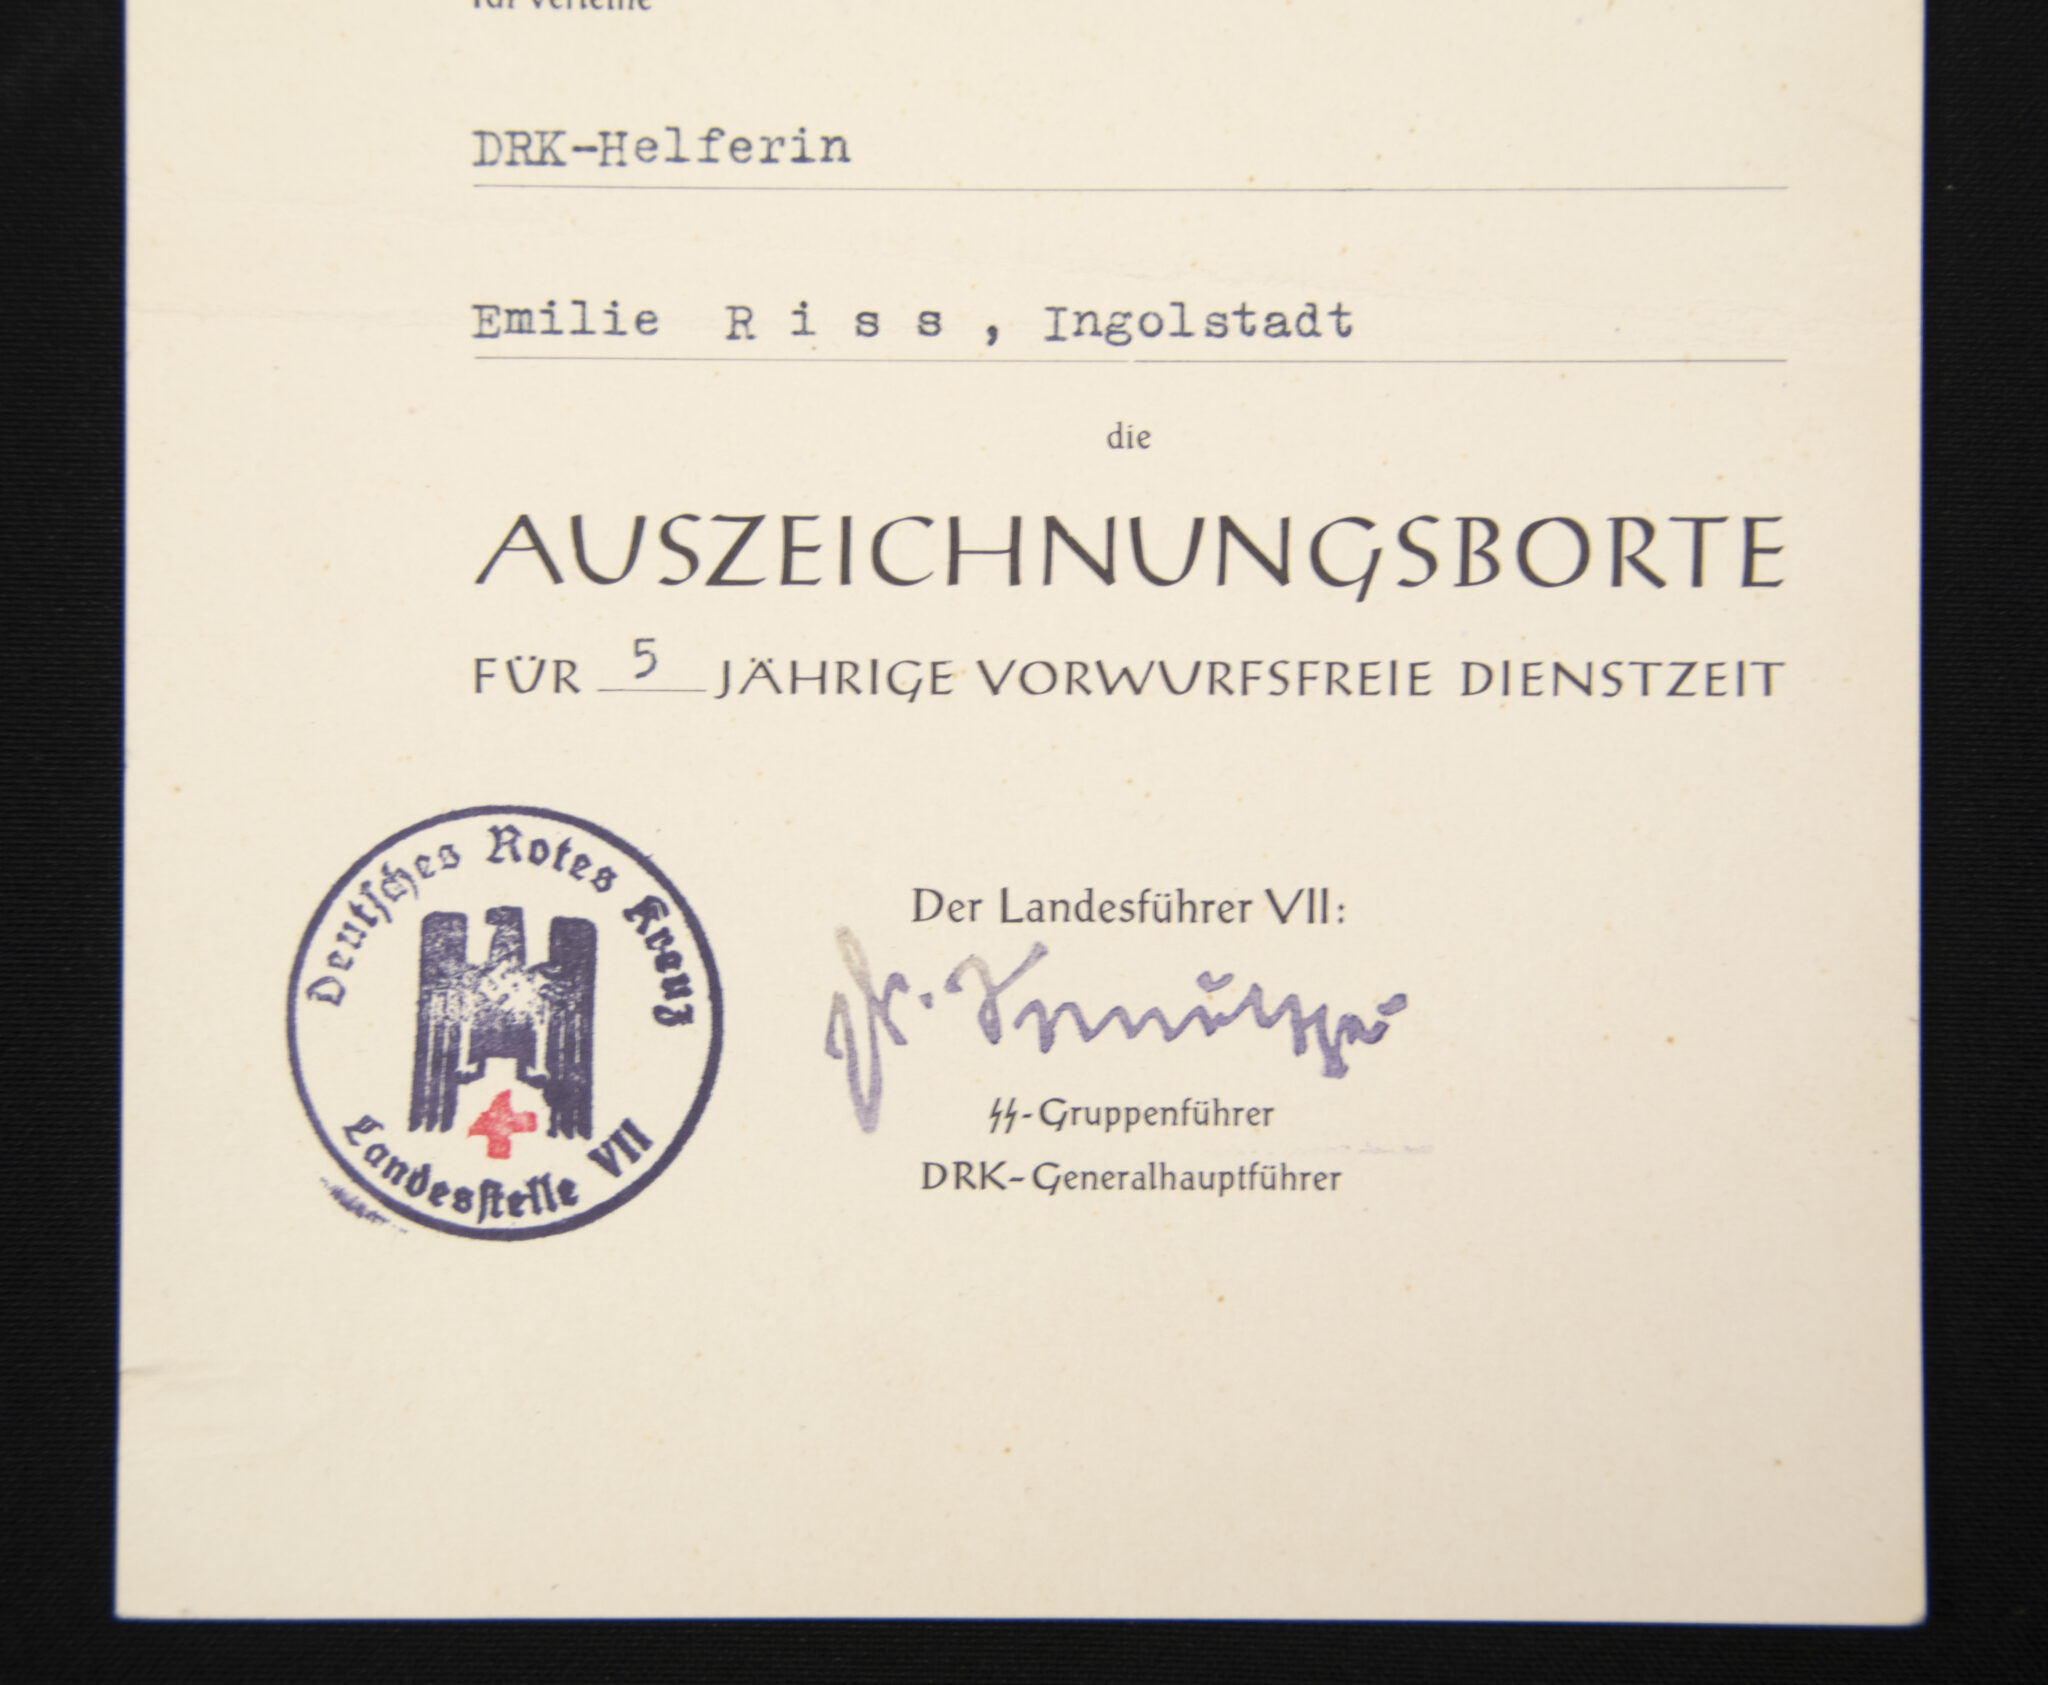 DRK-Helferin
Emilie R i s s , Ingolstadt
die
AUSZEICHNUNGSBORTE
FÜR 5 JÄHRIGE VORWURFSFREIE DIENSTZEIT
Deutsches Rotes Kreuz
Landesstelle VII
Der Landesführer VII:
ᛋᛋ-Gruppenführer
DRK-Generalhauptführer